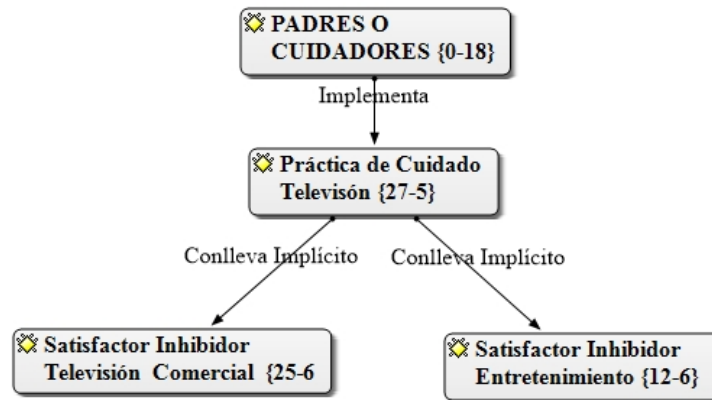 PADRES O
CUIDADORES {0-18}
Implementa
Práctica de Cuidado
Televisón {27-5}
Conlleva Implícito
Conlleva Implícito
Satisfactor Inhibidor
Televisión Comercial {25-6
Satisfactor Inhibidor
Entretenimiento {12-6}